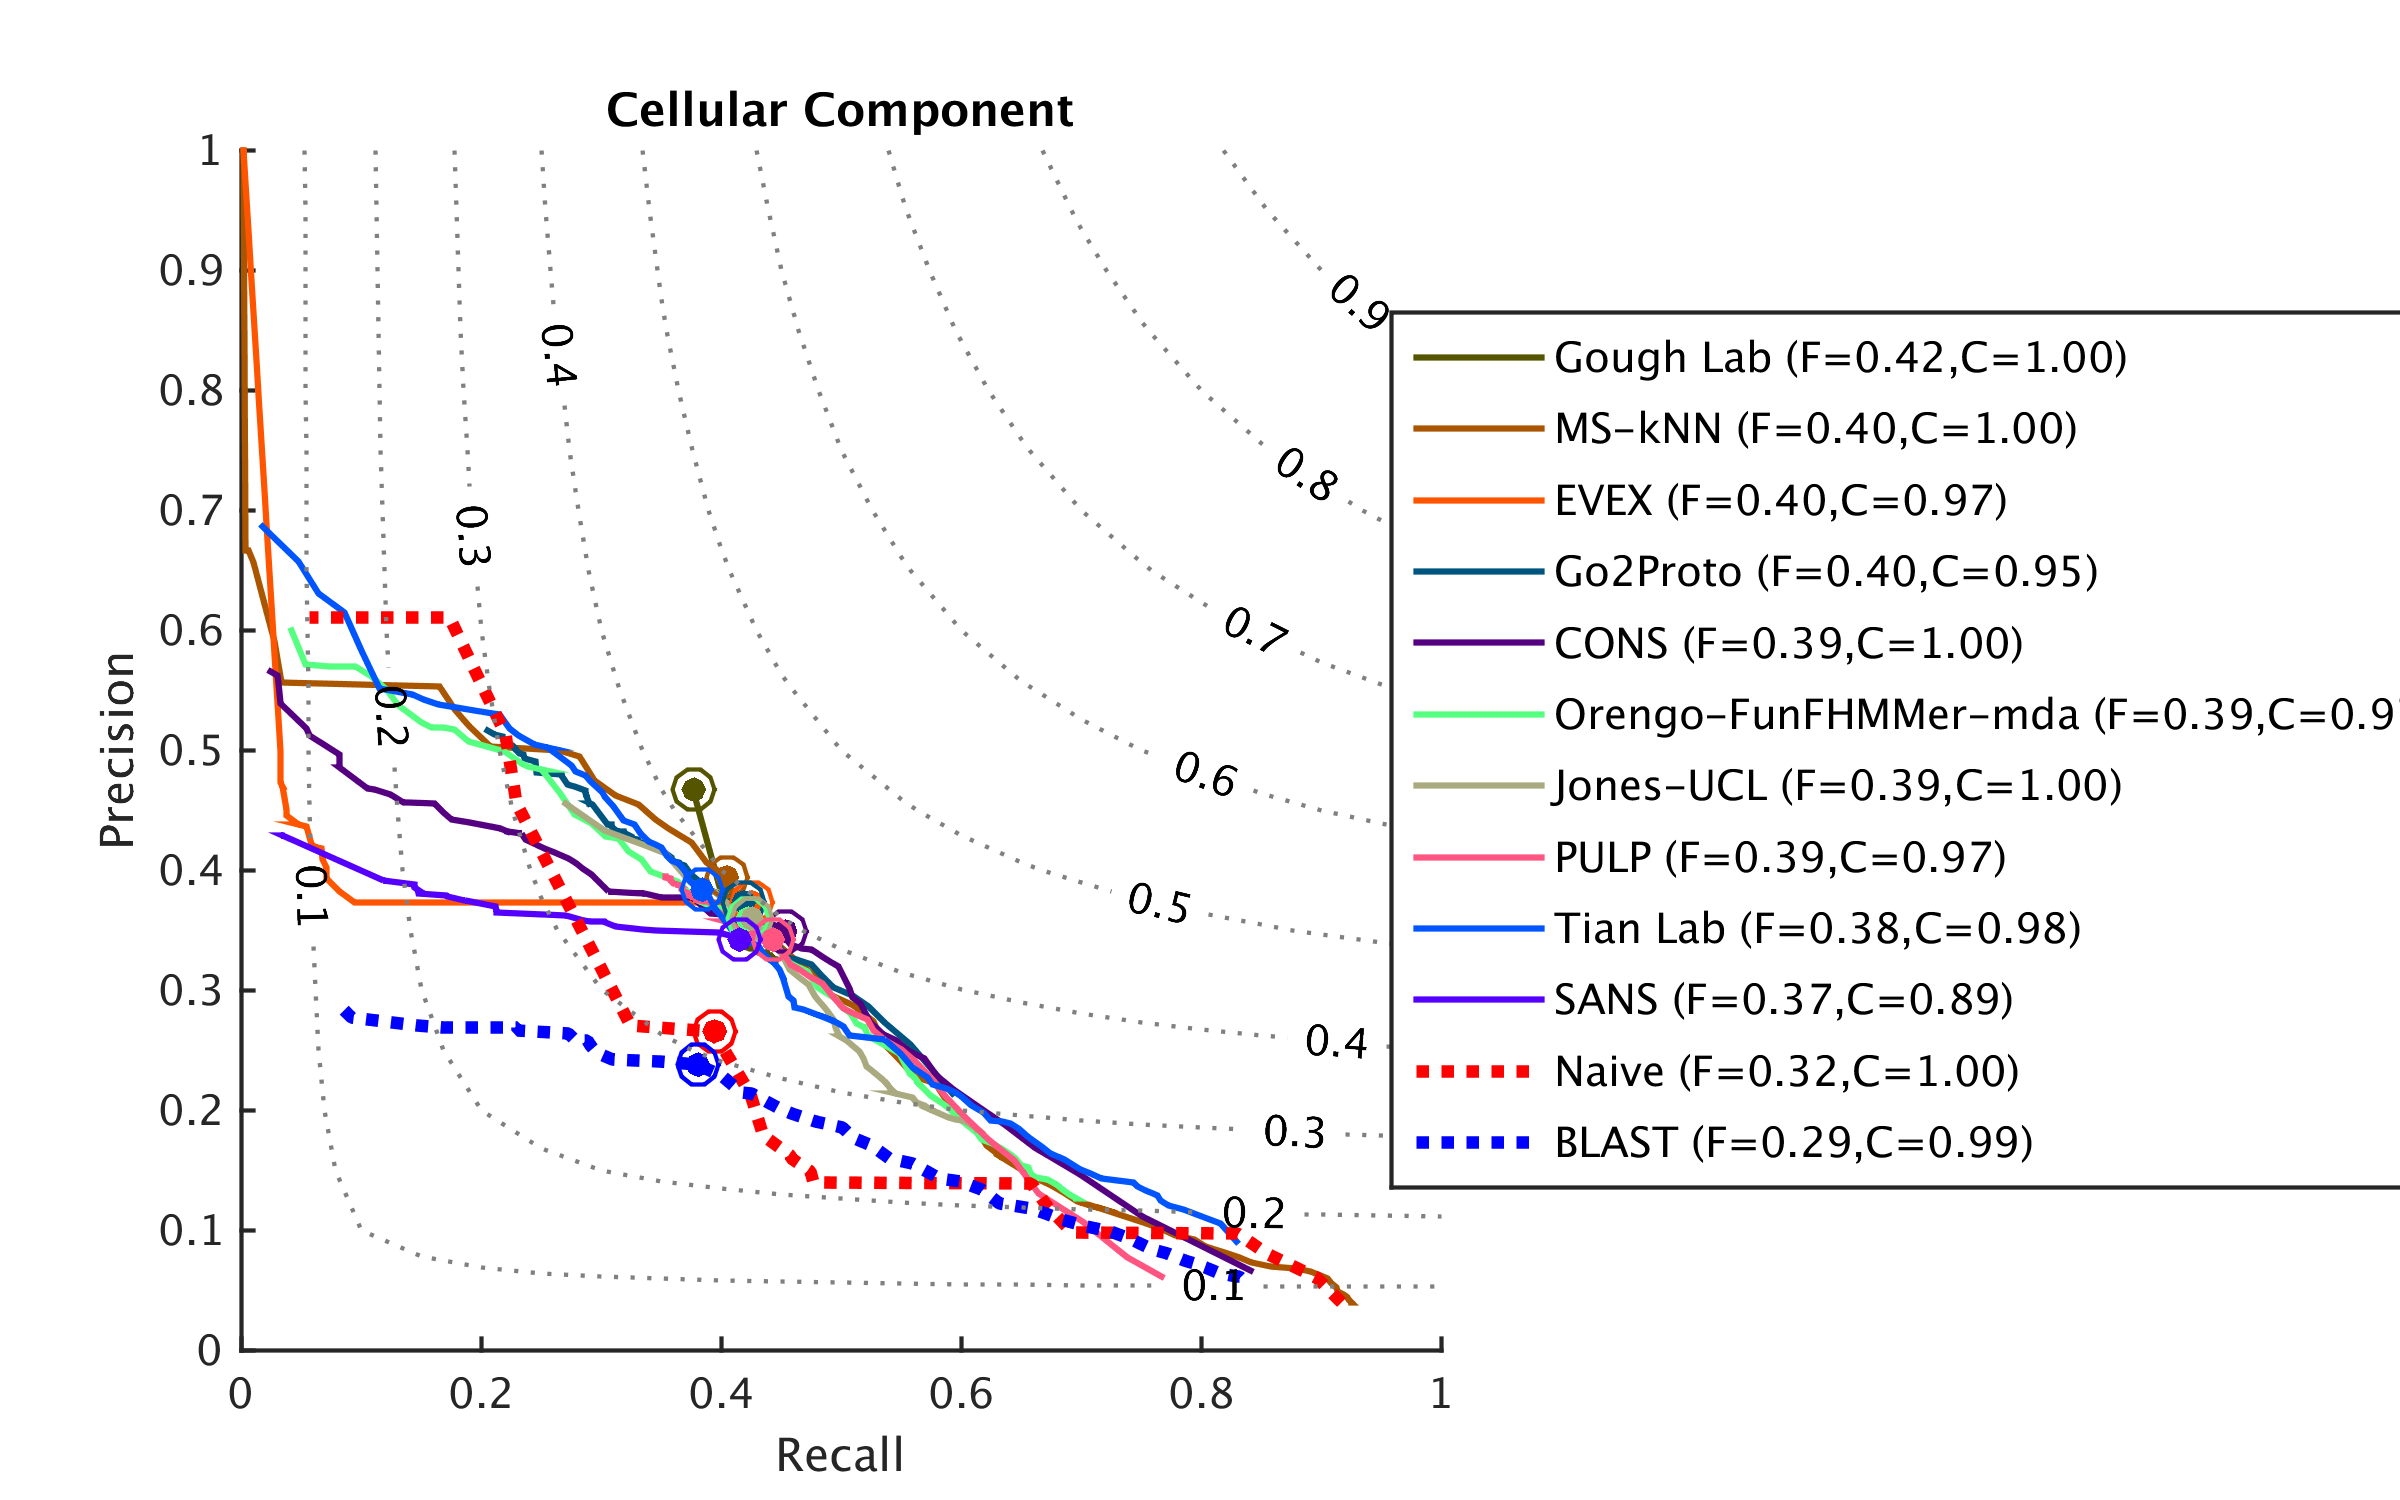 Cellular Component
1
0.9
0.8
0.7
0.6
0.5
0.4
0.3
0.2
0.1
0
Precision
0
0.2
0.4
0.6
0.8
1
Recall
0.1
0.2
0.3
0.4
0.9
0.8
0.7
0.6
0.5
0.4
0.3
0.2
0.1
Gough Lab (F=0.42,C=1.00)
MS-kNN (F=0.40,C=1.00)
EVEX (F=0.40,C=0.97)
Go2Proto (F=0.40,C=0.95)
CONS (F=0.39,C=1.00)
Orengo-FunFHMMer-mda (F=0.39,C=0.9
Jones-UCL (F=0.39,C=1.00)
PULP (F=0.39,C=0.97)
Tian Lab (F=0.38,C=0.98)
SANS (F=0.37,C=0.89)
Naive (F=0.32,C=1.00)
BLAST (F=0.29,C=0.99)